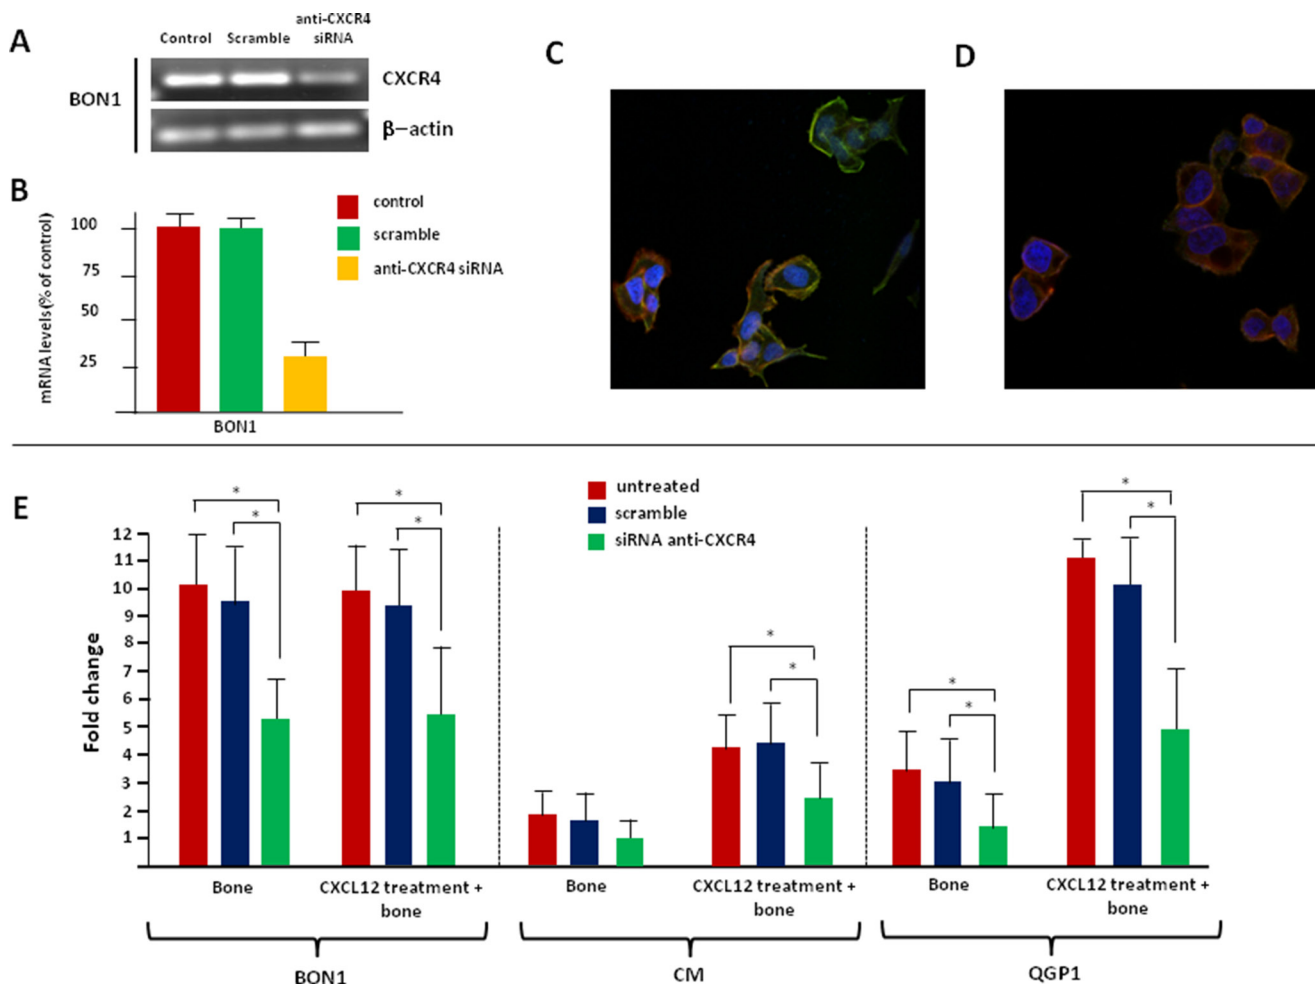 A
Control Scramble anti-CXCR4 siRNA
BON1
CXCR4
β–actin
B
mRNA levels(% of control)
100
75
50
25
BON1
control
scramble
anti-CXCR4 siRNA
C
D
E
untreated
scramble
siRNA anti-CXCR4
Fold change
12
11
10
9
8
7
6
5
4
3
2
1
* * * *
* *
* * * *
Bone
CXCL12 treatment +
bone
Bone
CXCL12 treatment +
bone
Bone
CXCL12 treatment +
bone
BON1
CM
QGP1